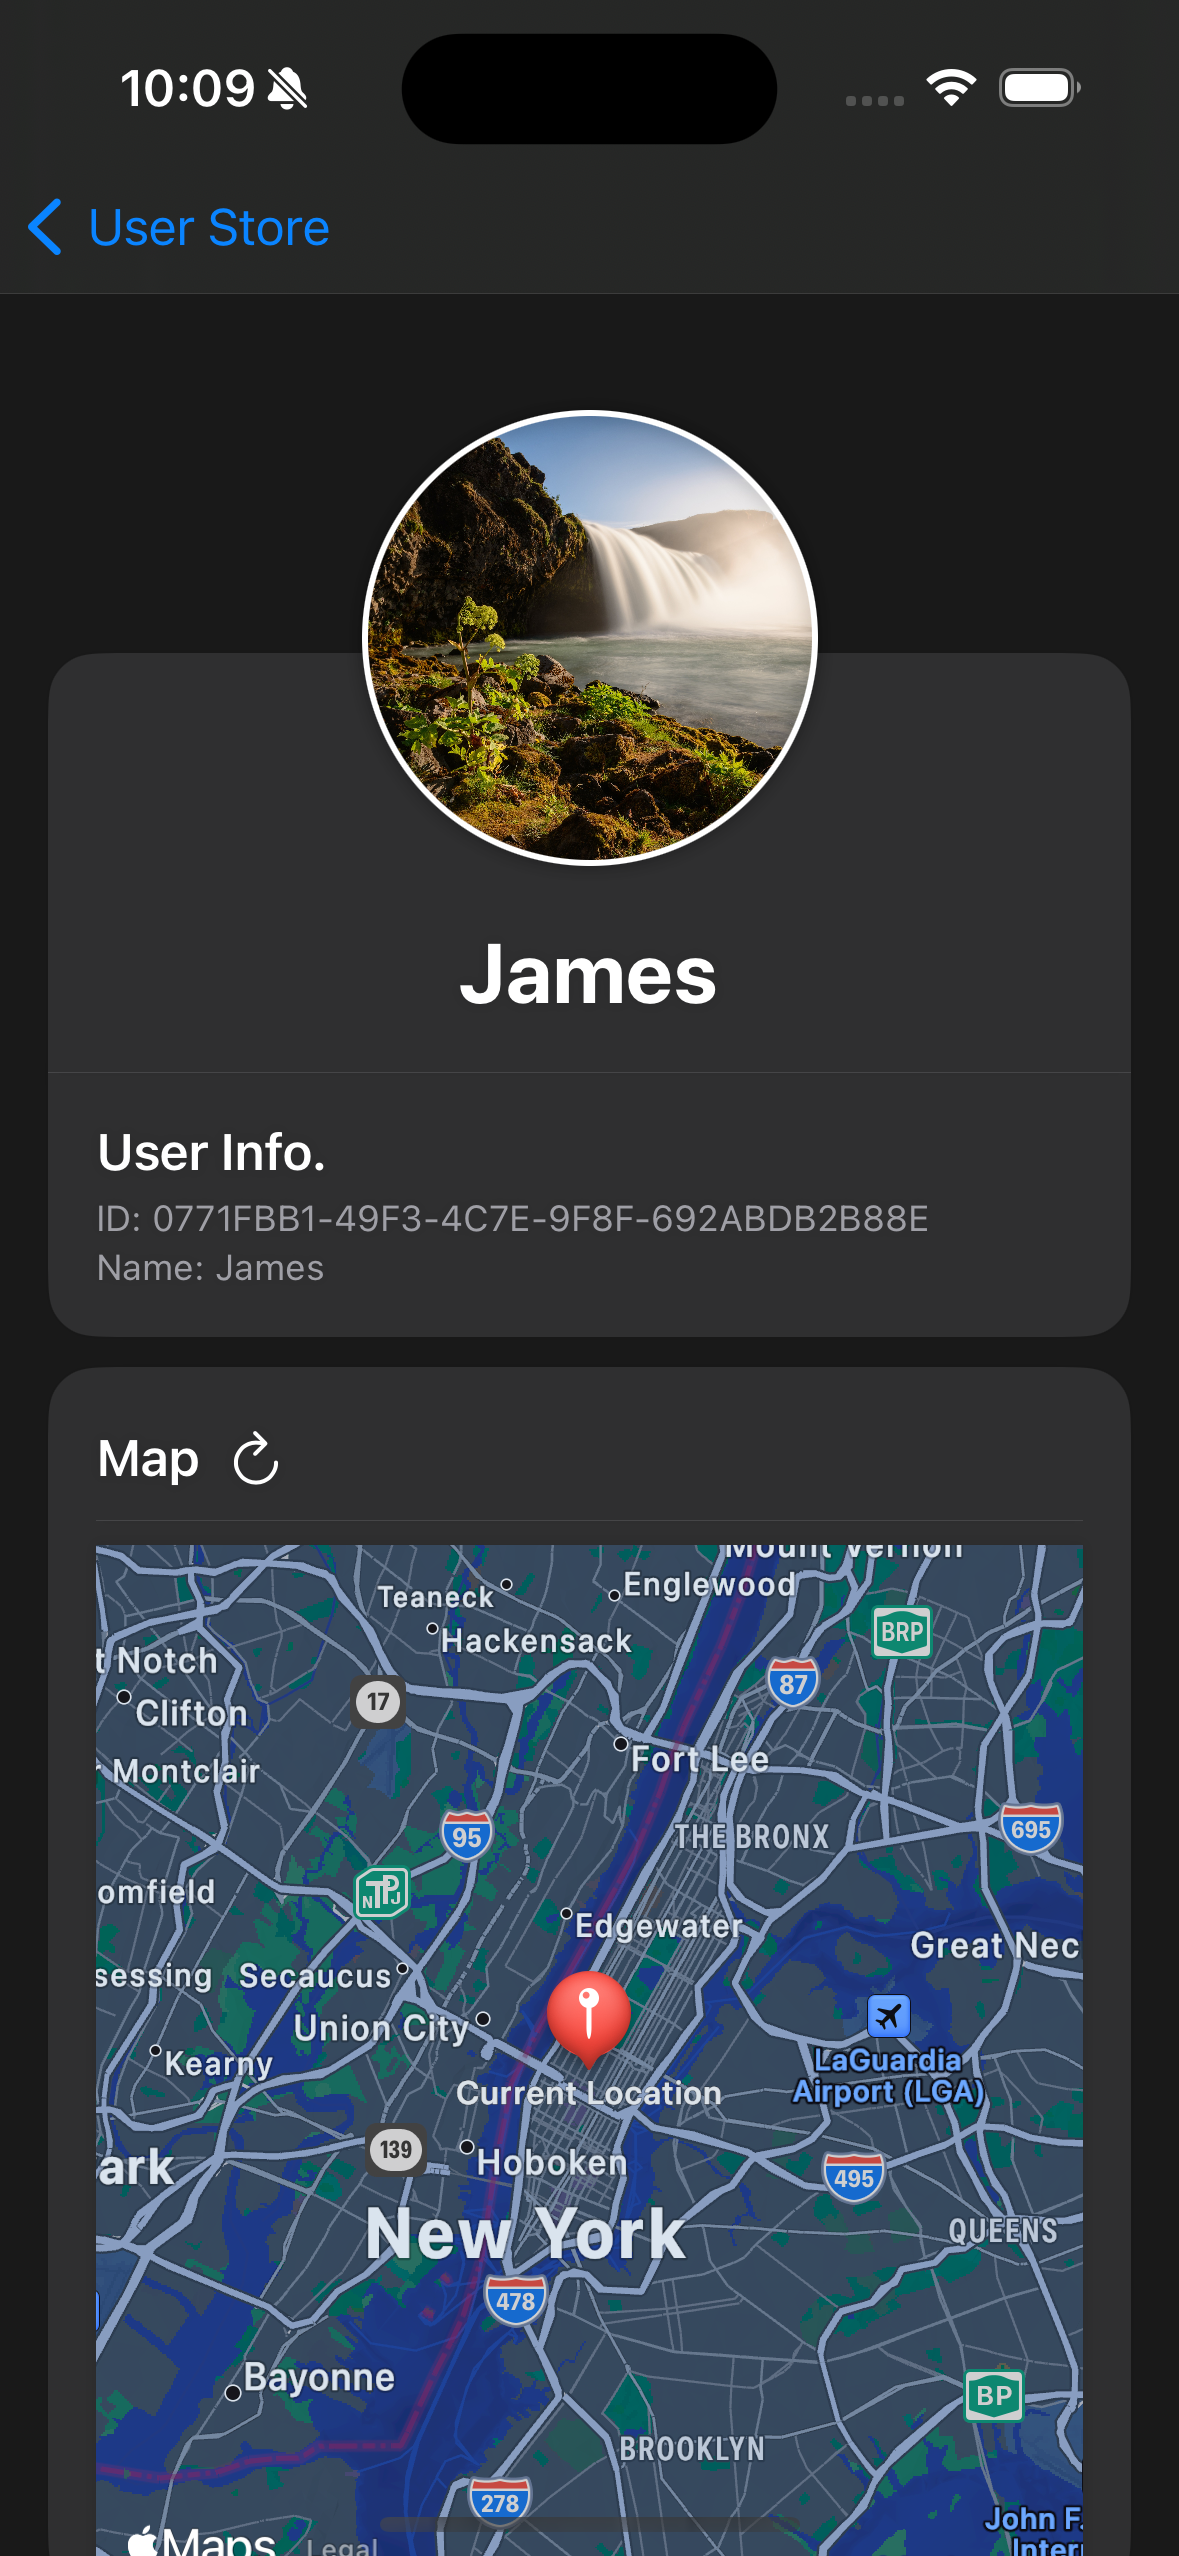 10:09
User Store
James
User Info.
ID: 0771FBB1-49F3-4C7E-9F8F-692ABDB2B88E
Name: James
Map
Mount Vernon
Teaneck
Englewood
Hackensack
BRP
t Notch
87
17
Clifton
Fort Lee
Montclair
95
THE BRONX
695
NTPJ
omfield
Edgewater
Great Nec
sessing
Secaucus
Union City
Kearny
LaGuardia
Airport (LGA)
Current Location
139
Hoboken
ark
495
New York
QUEENS
478
Bayonne
BP
BROOKLYN
278
John F.
Inter
Maps
Legal